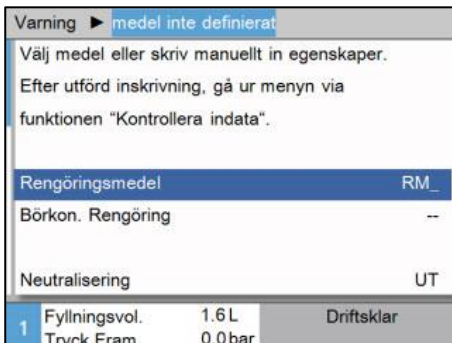 Varning ► medel inte definierat
Välj medel eller skriv manuellt in egenskaper.
Efter utförd inskrivning, gå ur menyn via
funktionen "Kontrollera indata".
Rengöringsmedel RM_
Börkon. Rengöring --
Neutralisering UT
1 Fyllningsvol. 1.6 L Driftsklar
Tryck Fram 0.0 bar